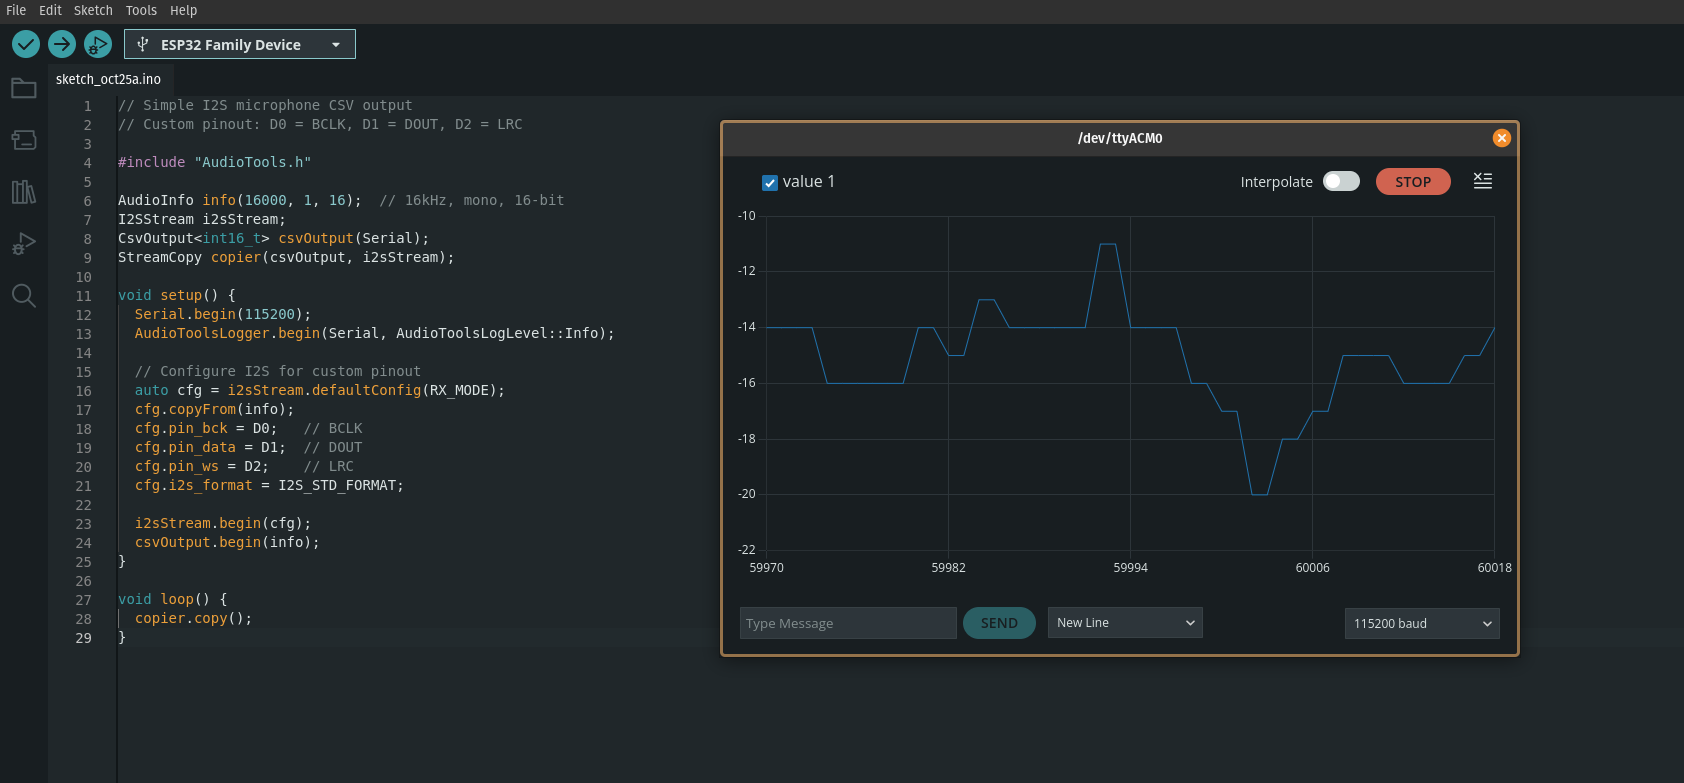 File Edit Sketch Tools Help
ESP32 Family Device
sketch_oct25a.ino
1 // Simple I2S microphone CSV output
2 // Custom pinout: D0 = BCLK, D1 = DOUT, D2 = LRC
3
4 #include "AudioTools.h"
5
6 AudioInfo info(16000, 1, 16);  // 16kHz, mono, 16-bit
7 I2SStream i2sStream;
8 CsvOutput<int16_t> csvOutput(Serial);
9 StreamCopy copier(csvOutput, i2sStream);
10
11 void setup() {
12   Serial.begin(115200);
13   AudioToolsLogger.begin(Serial, AudioToolsLogLevel::Info);
14
15   // Configure I2S for custom pinout
16   auto cfg = i2sStream.defaultConfig(RX_MODE);
17   cfg.copyFrom(info);
18   cfg.pin_bck = D0;   // BCLK
19   cfg.pin_data = D1;  // DOUT
20   cfg.pin_ws = D2;    // LRC
21   cfg.i2s_format = I2S_STD_FORMAT;
22
23   i2sStream.begin(cfg);
24   csvOutput.begin(info);
25 }
26
27 void loop() {
28   copier.copy();
29 }
/dev/ttyACM0
value 1
Interpolate
STOP
-10
-12
-14
-16
-18
-20
-22
59970 59982 59994 60006 60018
Type Message
SEND
New Line
115200 baud